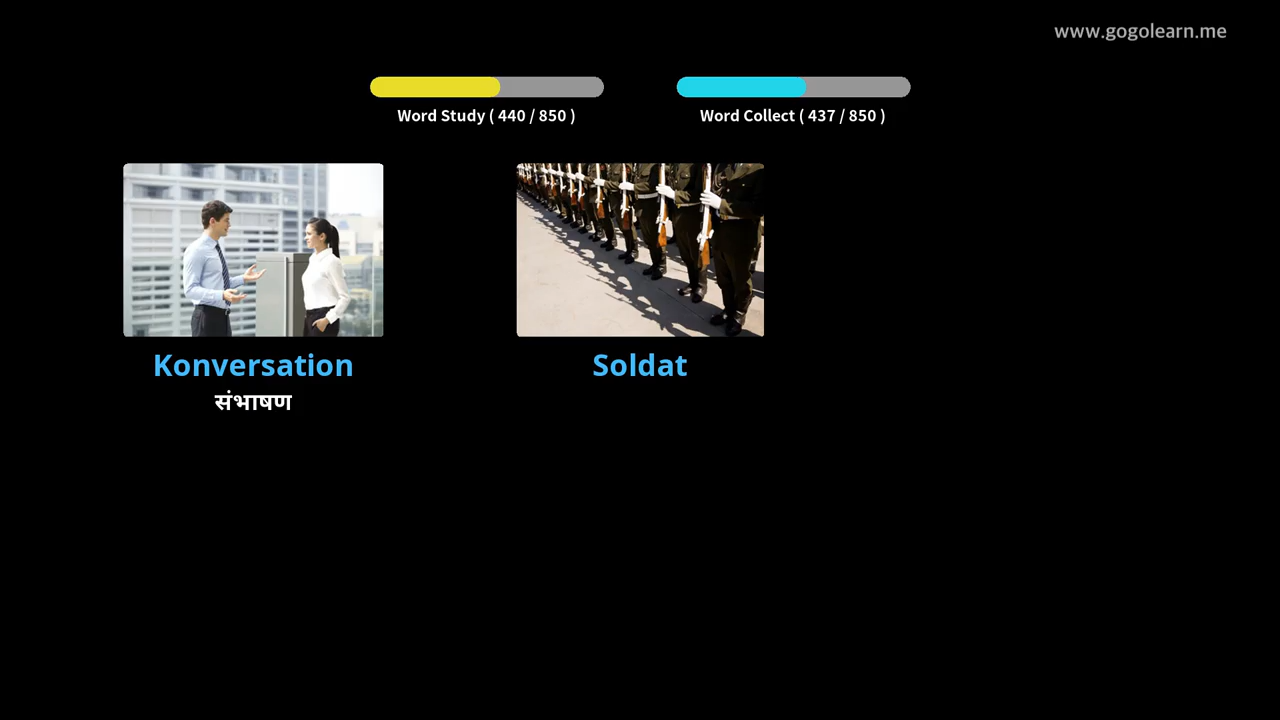 www.gogolearn.me
Word Study ( 440 / 850 )
Word Collect ( 437 / 850 )
Konversation
संभाषण
Soldat